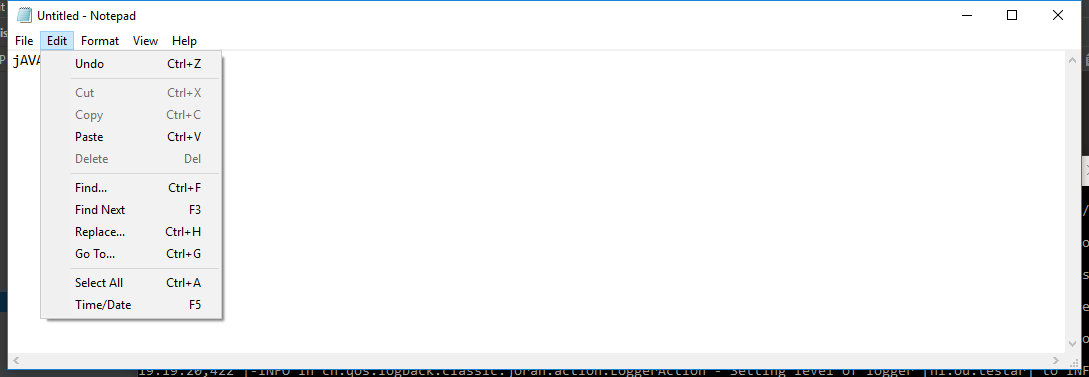 Untitled - Notepad
File Edit Format View Help
jAVA
Undo Ctrl+Z
Cut Ctrl+X
Copy Ctrl+C
Paste Ctrl+V
Delete Del
Find... Ctrl+F
Find Next F3
Replace... Ctrl+H
Go To... Ctrl+G
Select All Ctrl+A
Time/Date F5
19:19:20,422 |-INFO in ch.qos.logback.classic.joran.action.LoggerAction - Setting level of logger [nl.ou.testar] to INF